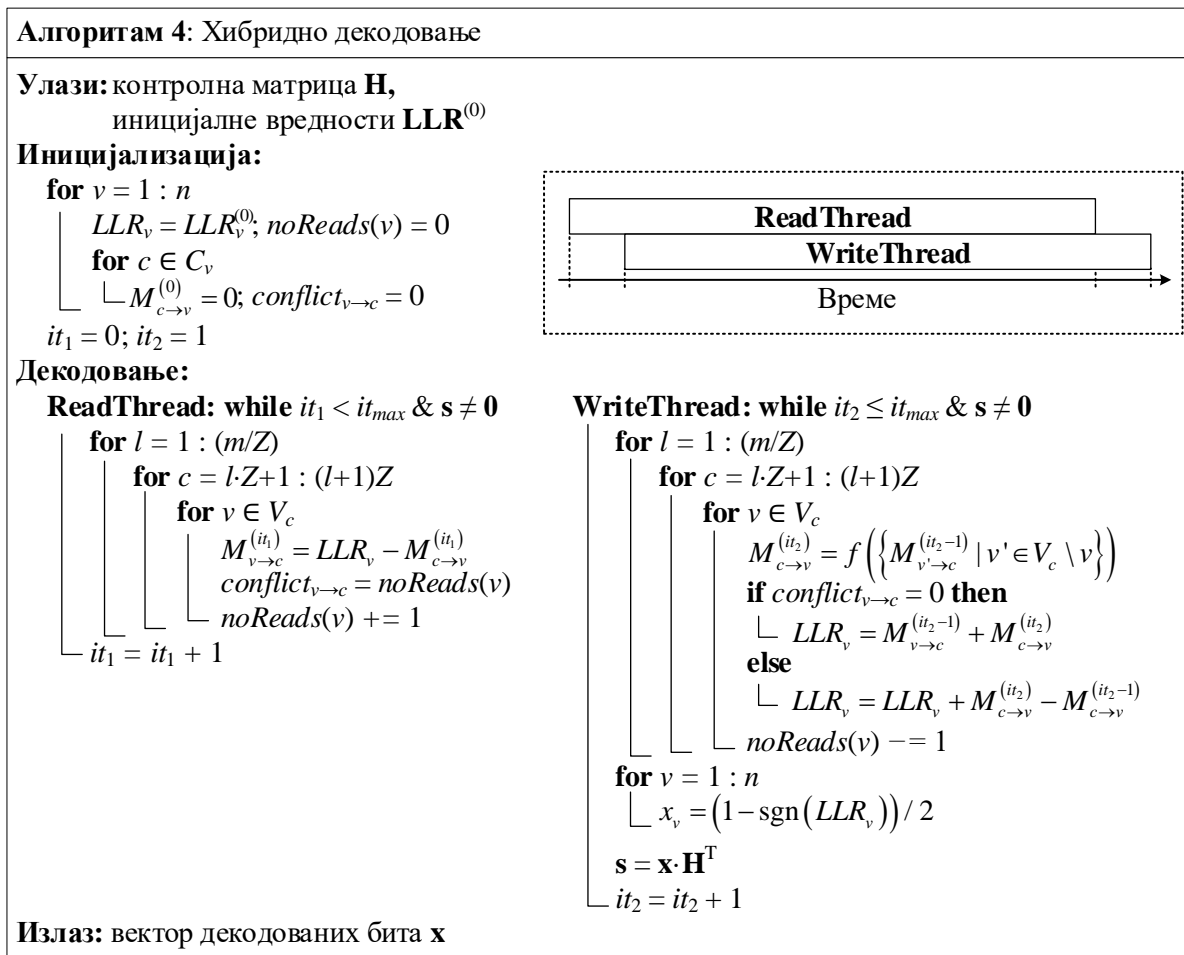 Алгоритам 4: Хибридно декодовање
Улази: контролна матрица H,
иницијалне вредности LLR^(0)
Иницијализација:
for v = 1 : n
LLR_v = LLR_v^(0); noReads(v) = 0
for c ∈ C_v
M_{c→v}^(0) = 0; conflict_{v→c} = 0
it_1 = 0; it_2 = 1
ReadThread
WriteThread
Време
Декодовање:
ReadThread: while it_1 < it_max & s ≠ 0
for l = 1 : (m/Z)
for c = l·Z+1 : (l+1)Z
for v ∈ V_c
M_{v→c}^(it_1) = LLR_v − M_{c→v}^(it_1)
conflict_{v→c} = noReads(v)
noReads(v) += 1
it_1 = it_1 + 1
WriteThread: while it_2 ≤ it_max & s ≠ 0
for l = 1 : (m/Z)
for c = l·Z+1 : (l+1)Z
for v ∈ V_c
M_{c→v}^(it_2) = f({M_{v'→c}^(it_2−1) | v' ∈ V_c \ v})
if conflict_{v→c} = 0 then
LLR_v = M_{v→c}^(it_2−1) + M_{c→v}^(it_2)
else
LLR_v = LLR_v + M_{c→v}^(it_2) − M_{c→v}^(it_2−1)
noReads(v) −= 1
for v = 1 : n
x_v = (1 − sgn(LLR_v)) / 2
s = x·H^T
it_2 = it_2 + 1
Излаз: вектор декодованих бита x